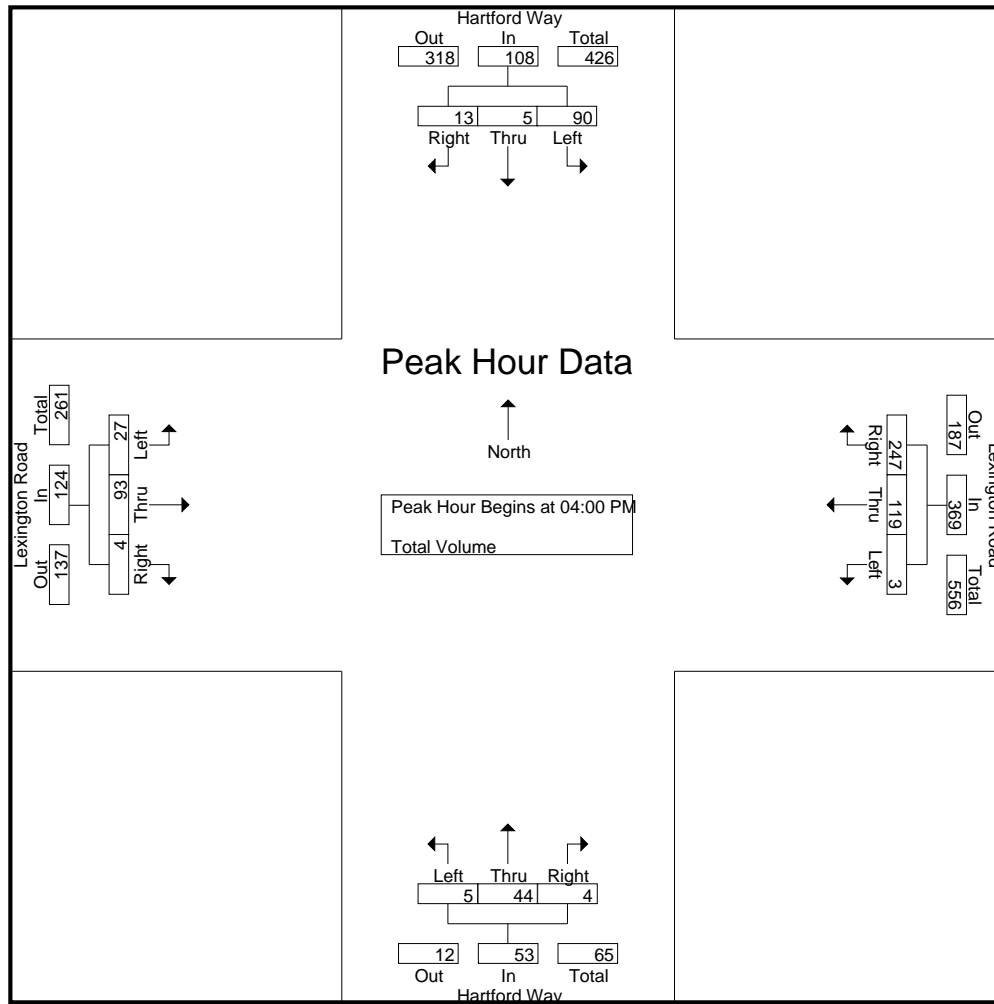 Hartford Way
Out In Total
318 108 426
13 5 90
Right Thru Left
Peak Hour Data
North
Peak Hour Begins at 04:00 PM
Total Volume
Lexington Road
Total In Out
261 124 137
27 93 4
Left Thru Right
Right Thru Left
247 119 3
187 369 556
Out In Total
Lexington Road
Left Thru Right
5 44 4
12 53 65
Out In Total
Hartford Way